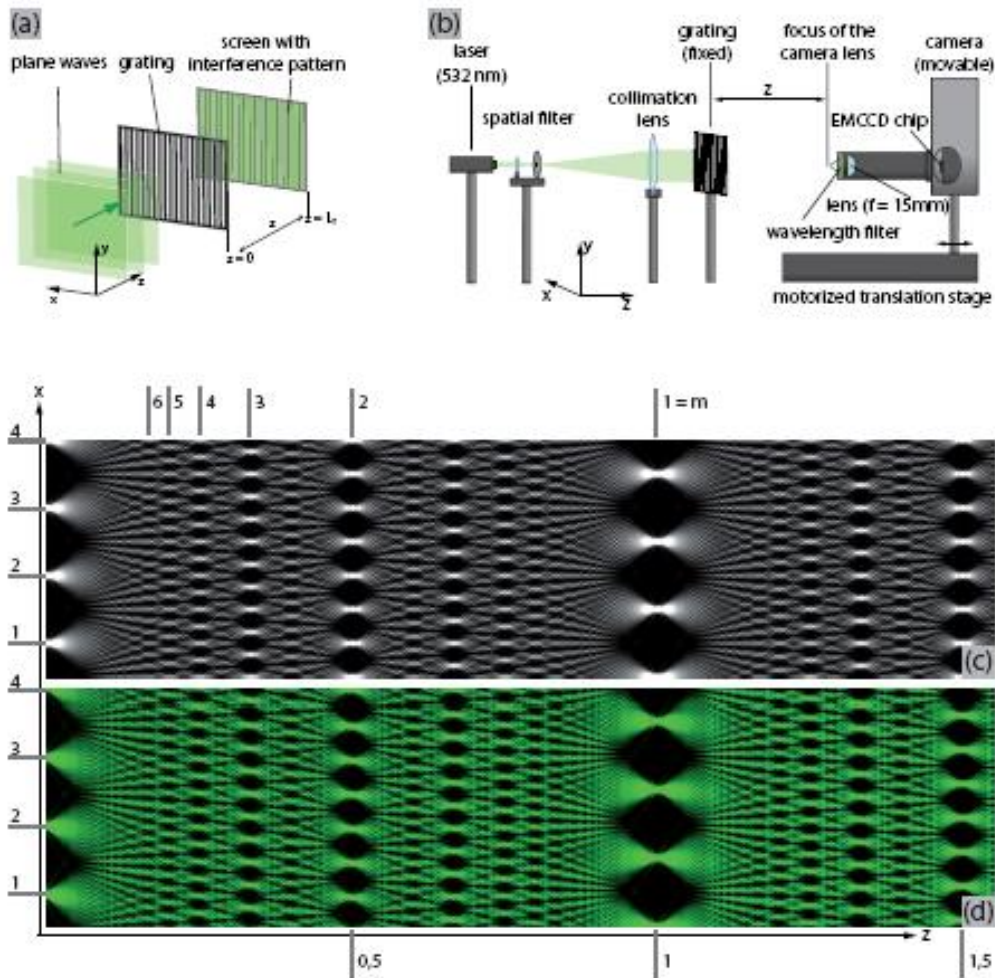 (a)
screen with
plane waves grating interference pattern
z = L
z
z = 0
y
x z
(b)
grating
(fixed)
focus of the
camera lens
camera
(movable)
laser
(532 nm)
z
collimation
lens
spatial filter
EMCCD chip
lens (f = 15mm)
wavelength filter
y
x
z
motorized translation stage
x
6 5 4 3 2 1 = m
4
3
2
1
(c)
4
3
2
1
(d)
z
0,5 1 1,5